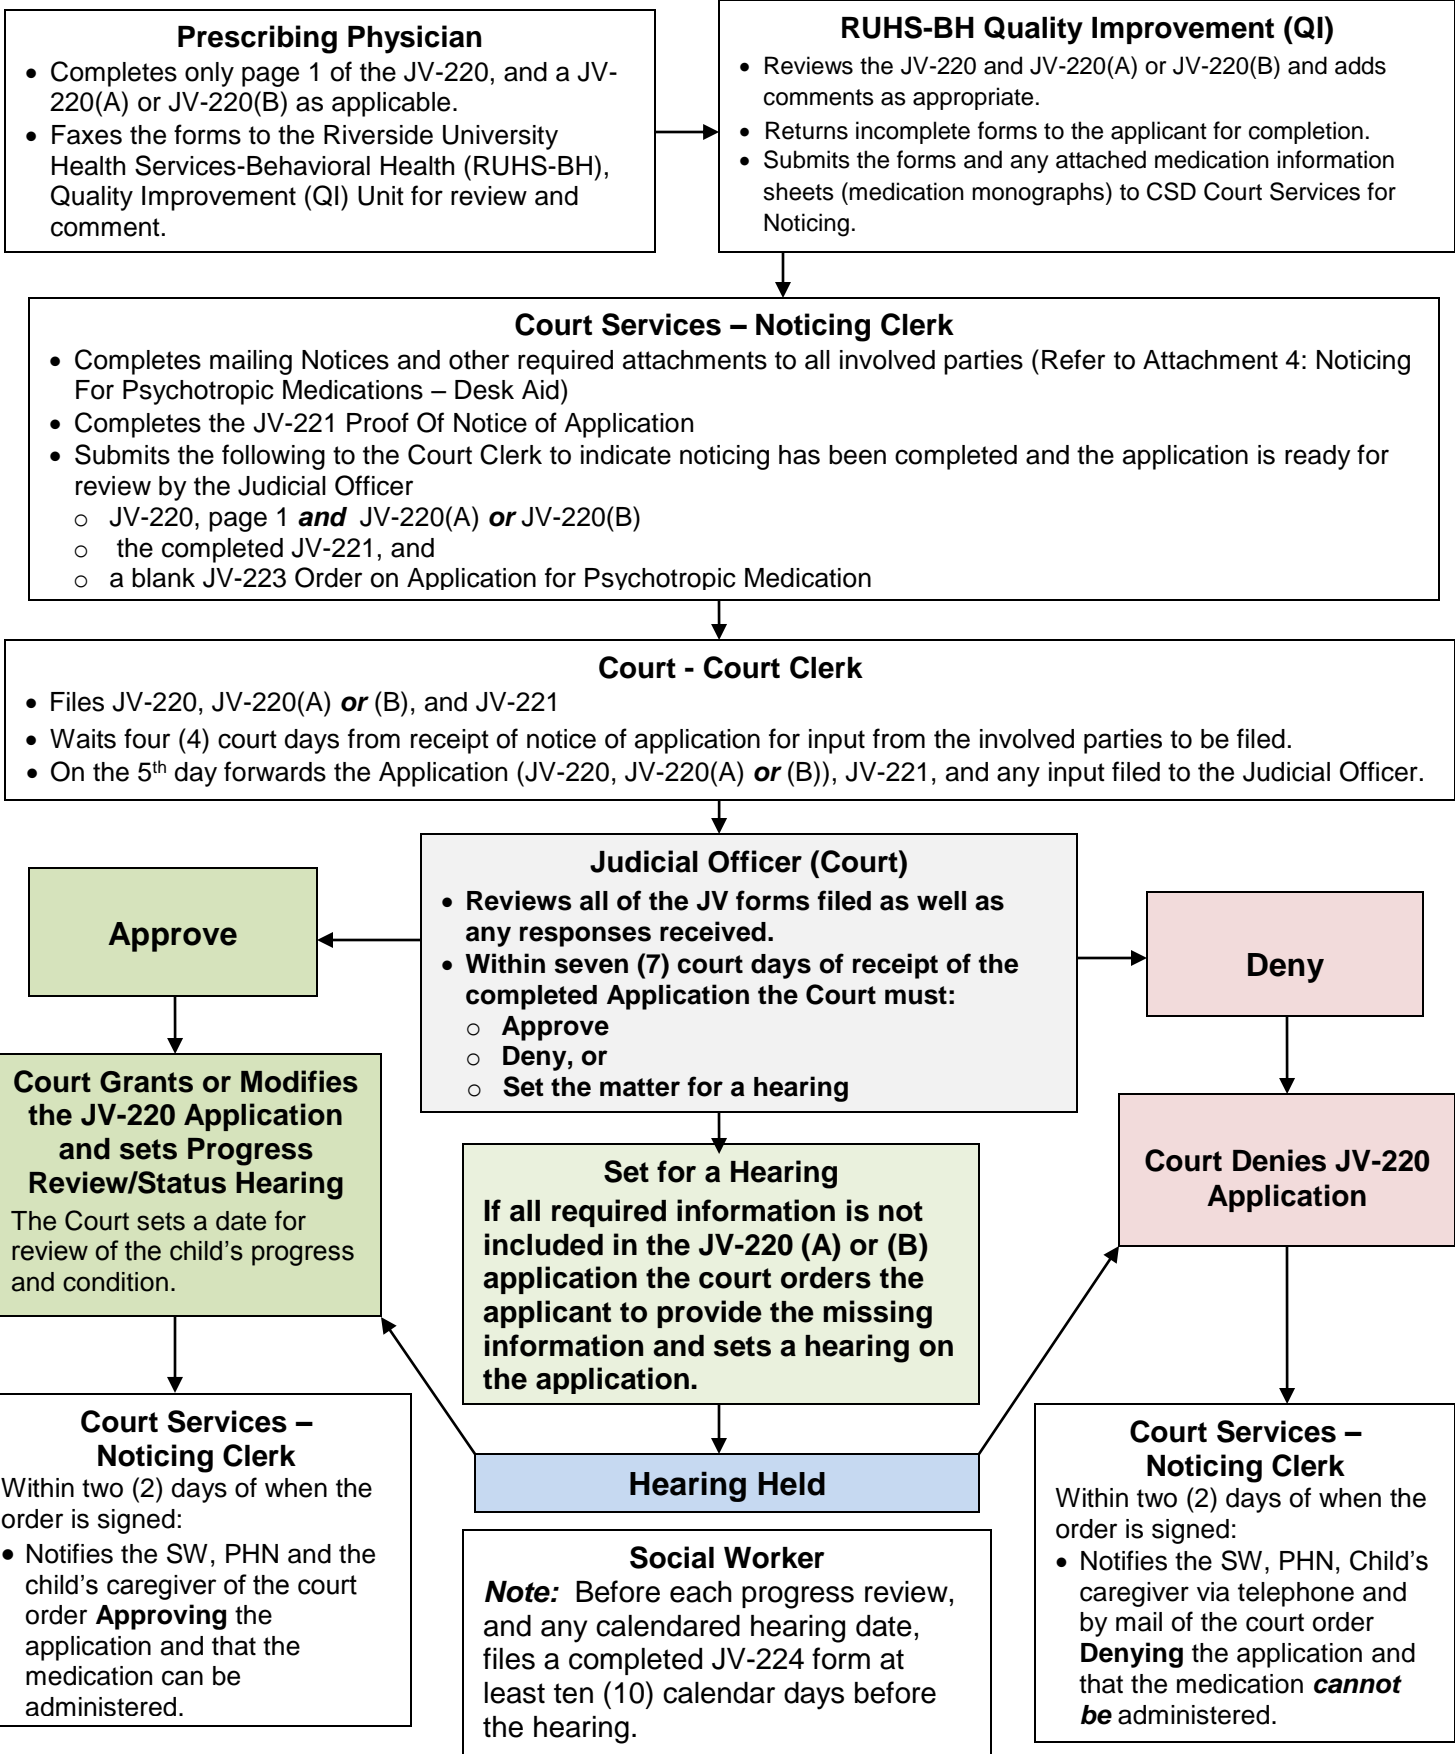 Prescribing Physician
• Completes only page 1 of the JV-220, and a JV-
220(A) or JV-220(B) as applicable.
• Faxes the forms to the Riverside University
Health Services-Behavioral Health (RUHS-BH),
Quality Improvement (QI) Unit for review and
comment.
RUHS-BH Quality Improvement (QI)
• Reviews the JV-220 and JV-220(A) or JV-220(B) and adds
comments as appropriate.
• Returns incomplete forms to the applicant for completion.
• Submits the forms and any attached medication information
sheets (medication monographs) to CSD Court Services for
Noticing.
Court Services – Noticing Clerk
• Completes mailing Notices and other required attachments to all involved parties (Refer to Attachment 4: Noticing
For Psychotropic Medications – Desk Aid)
• Completes the JV-221 Proof Of Notice of Application
• Submits the following to the Court Clerk to indicate noticing has been completed and the application is ready for
review by the Judicial Officer
o JV-220, page 1 and JV-220(A) or JV-220(B)
o the completed JV-221, and
o a blank JV-223 Order on Application for Psychotropic Medication
Court - Court Clerk
• Files JV-220, JV-220(A) or (B), and JV-221
• Waits four (4) court days from receipt of notice of application for input from the involved parties to be filed.
• On the 5th day forwards the Application (JV-220, JV-220(A) or (B)), JV-221, and any input filed to the Judicial Officer.
Judicial Officer (Court)
• Reviews all of the JV forms filed as well as
any responses received.
• Within seven (7) court days of receipt of the
completed Application the Court must:
o Approve
o Deny, or
o Set the matter for a hearing
Approve
Deny
Court Grants or Modifies
the JV-220 Application
and sets Progress
Review/Status Hearing
The Court sets a date for
review of the child's progress
and condition.
Set for a Hearing
If all required information is not
included in the JV-220 (A) or (B)
application the court orders the
applicant to provide the missing
information and sets a hearing on
the application.
Court Denies JV-220
Application
Court Services –
Noticing Clerk
Within two (2) days of when the
order is signed:
• Notifies the SW, PHN and the
child's caregiver of the court
order Approving the
application and that the
medication can be
administered.
Hearing Held
Social Worker
Note: Before each progress review,
and any calendared hearing date,
files a completed JV-224 form at
least ten (10) calendar days before
the hearing.
Court Services –
Noticing Clerk
Within two (2) days of when the
order is signed:
• Notifies the SW, PHN, Child's
caregiver via telephone and
by mail of the court order
Denying the application and
that the medication cannot
be administered.